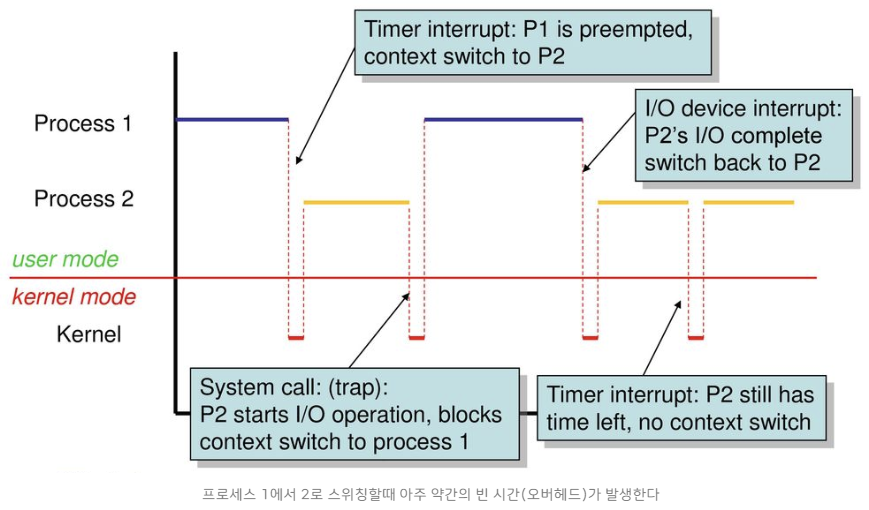 Timer interrupt: P1 is preempted,
context switch to P2
I/O device interrupt:
P2's I/O complete
switch back to P2
Process 1
Process 2
user mode
kernel mode
Kernel
System call: (trap):
P2 starts I/O operation, blocks
context switch to process 1
Timer interrupt: P2 still has
time left, no context switch
프로세스 1에서 2로 스위칭할때 아주 약간의 빈 시간(오버헤드)가 발생한다